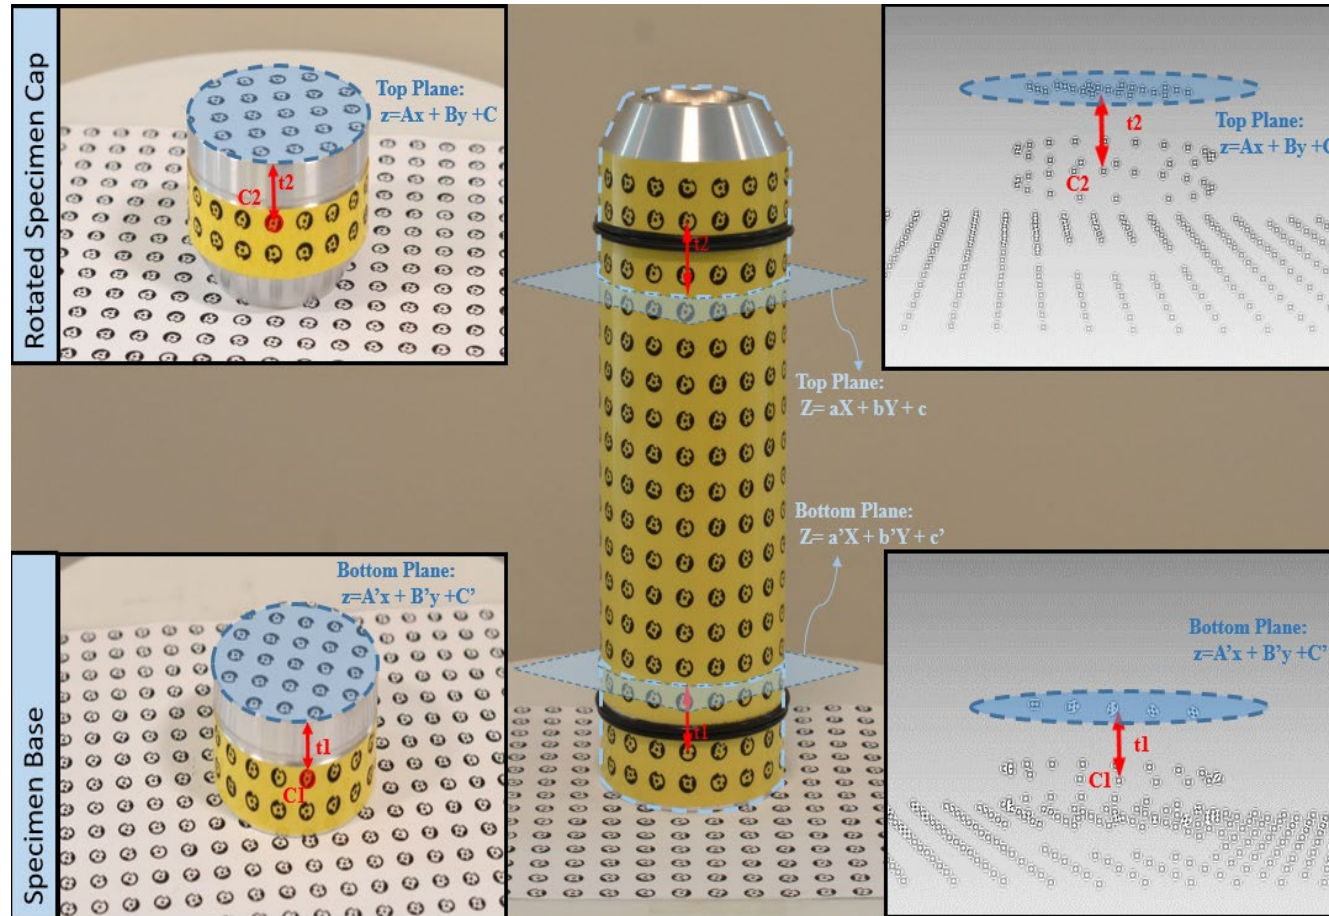 Rotated Specimen Cap
Top Plane:
z=Ax + By +C
t2
C2
t2
Top Plane:
Z= aX + bY + c
Top Plane:
z=Ax + By +C
t2
C2
Specimen Base
Bottom Plane:
z=A'x + B'y +C'
t1
C1
Bottom Plane:
Z= a'X + b'Y + c'
t1
Bottom Plane:
z=A'x + B'y +C'
t1
C1